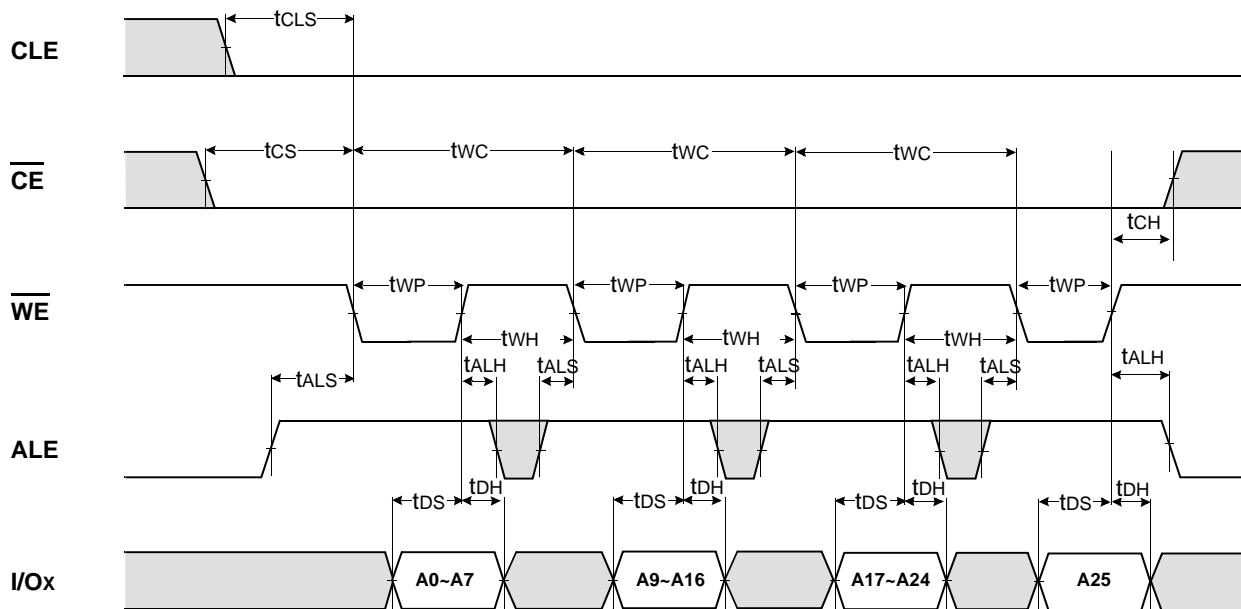 tCLS
CLE
tCS tWC tWC tWC
CE
tCH
tWP tWP tWP tWP
WE
tWH tWH tWH
tALS tALH tALS tALH tALS tALH tALS tALH
ALE
tDS tDH tDS tDH tDS tDH tDS tDH
I/Ox A0~A7 A9~A16 A17~A24 A25